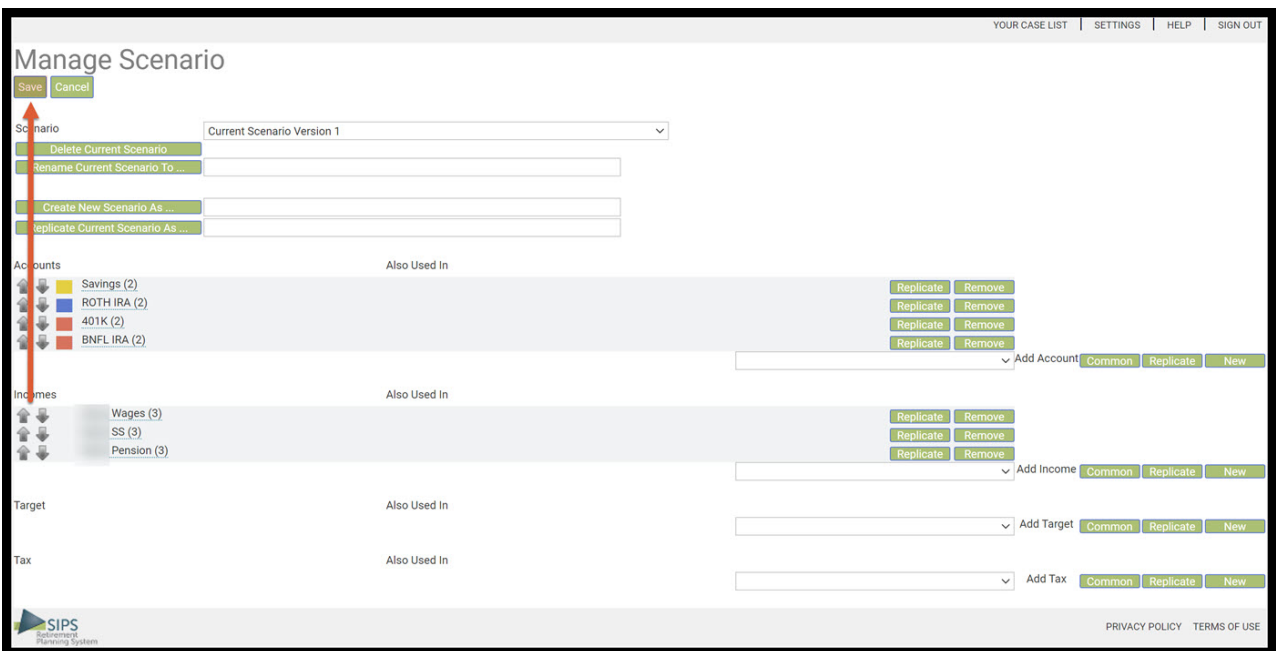 YOUR CASE LIST SETTINGS HELP SIGN OUT
Manage Scenario
Save Cancel
Scenario Current Scenario Version 1
Delete Current Scenario
Rename Current Scenario To ...
Create New Scenario As ...
Replicate Current Scenario As ...
Accounts Also Used In
Savings (2) Replicate Remove
ROTH IRA (2) Replicate Remove
401K (2) Replicate Remove
BNFL IRA (2) Replicate Remove
Add Account Common Replicate New
Incomes Also Used In
Wages (3) Replicate Remove
SS (3) Replicate Remove
Pension (3) Replicate Remove
Add Income Common Replicate New
Target Also Used In
Add Target Common Replicate New
Tax Also Used In
Add Tax Common Replicate New
SIPS
Retirement
Planning System
PRIVACY POLICY TERMS OF USE